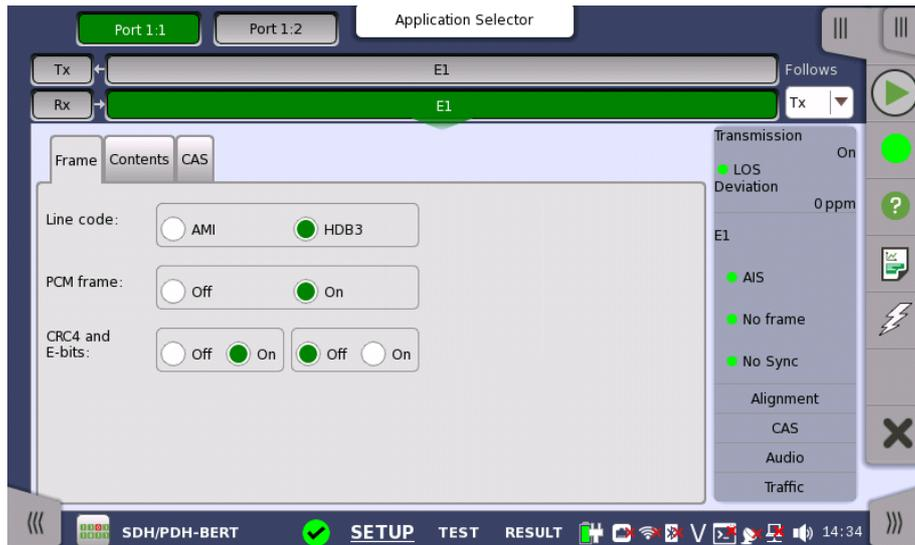 Port 1:1
Port 1:2
Application Selector
Tx
E1
Follows
Rx
E1
Tx
Frame
Contents
CAS
Transmission
On
LOS
Deviation
0 ppm
Line code:
AMI
HDB3
E1
PCM frame:
Off
On
AIS
No frame
CRC4 and
E-bits:
Off
On
Off
On
No Sync
Alignment
CAS
Audio
Traffic
SDH/PDH-BERT
SETUP
TEST
RESULT
V
14:34